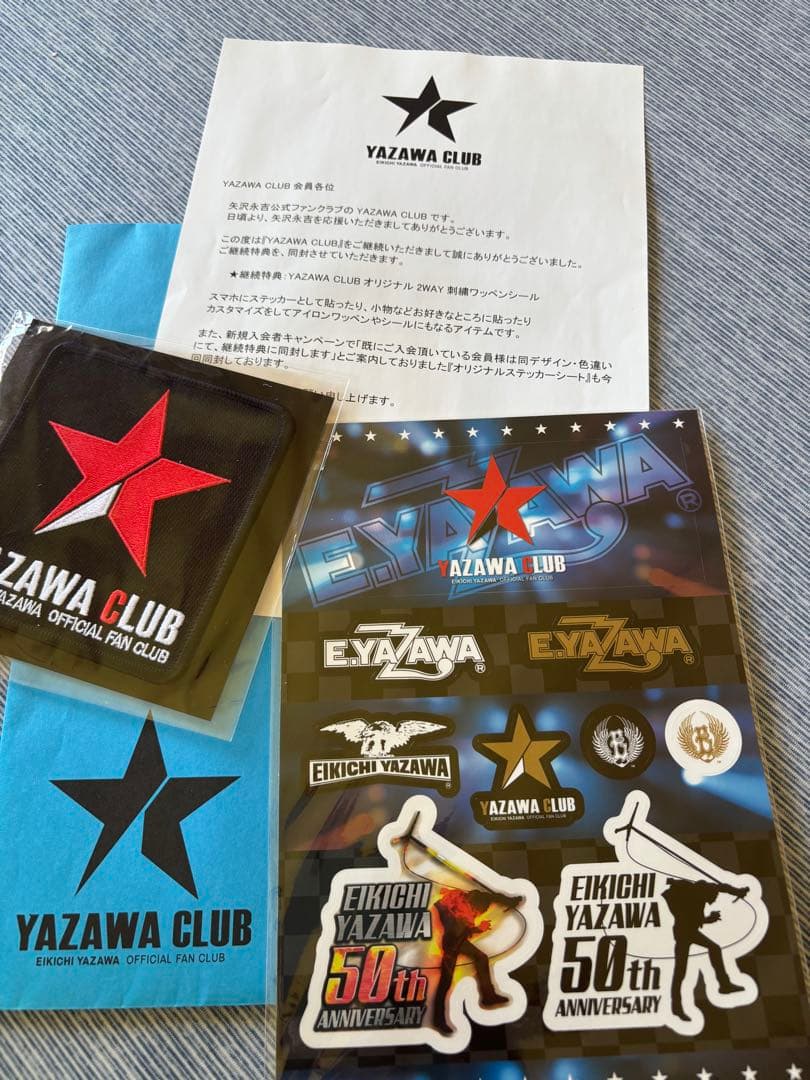 YAZAWA CLUB
EIKICHI YAZAWA OFFICIAL FAN CLUB
YAZAWA CLUB 会員各位
矢沢永吉公式ファンクラブの YAZAWA CLUB です。
日頃より、矢沢永吉を応援いただきましてありがとうございます。
この度は『YAZAWA CLUB』をご継続いただきまして誠にありがとうございました。
ご継続特典を、同封させていただきます。
★継続特典：YAZAWA CLUB オリジナル 2WAY 刺繍ワッペンシール
スマホにステッカーとして貼ったり、小物などお好きなところに貼ったり
カスタマイズをしてアイロンワッペンやシールにもなるアイテムです。
また、新規入会者キャンペーンで「既にご入会頂いている会員様は同デザイン・色違い
にて、継続特典に同封します」とご案内しておりました『オリジナルステッカーシート』も今
回同封しております。
し上げます。
AZAWA CLUB
YAZAWA OFFICIAL FAN CLUB
E.YAZAWA ®
YAZAWA CLUB
EIKICHI YAZAWA OFFICIAL FAN CLUB
E.YAZAWA ®
E.YAZAWA ®
EIKICHI YAZAWA ®
YAZAWA CLUB
EIKICHI YAZAWA OFFICIAL FAN CLUB
TM
TM
EIKICHI
YAZAWA
50th
ANNIVERSARY
EIKICHI
YAZAWA
50th
ANNIVERSARY
YAZAWA CLUB
EIKICHI YAZAWA OFFICIAL FAN CLUB